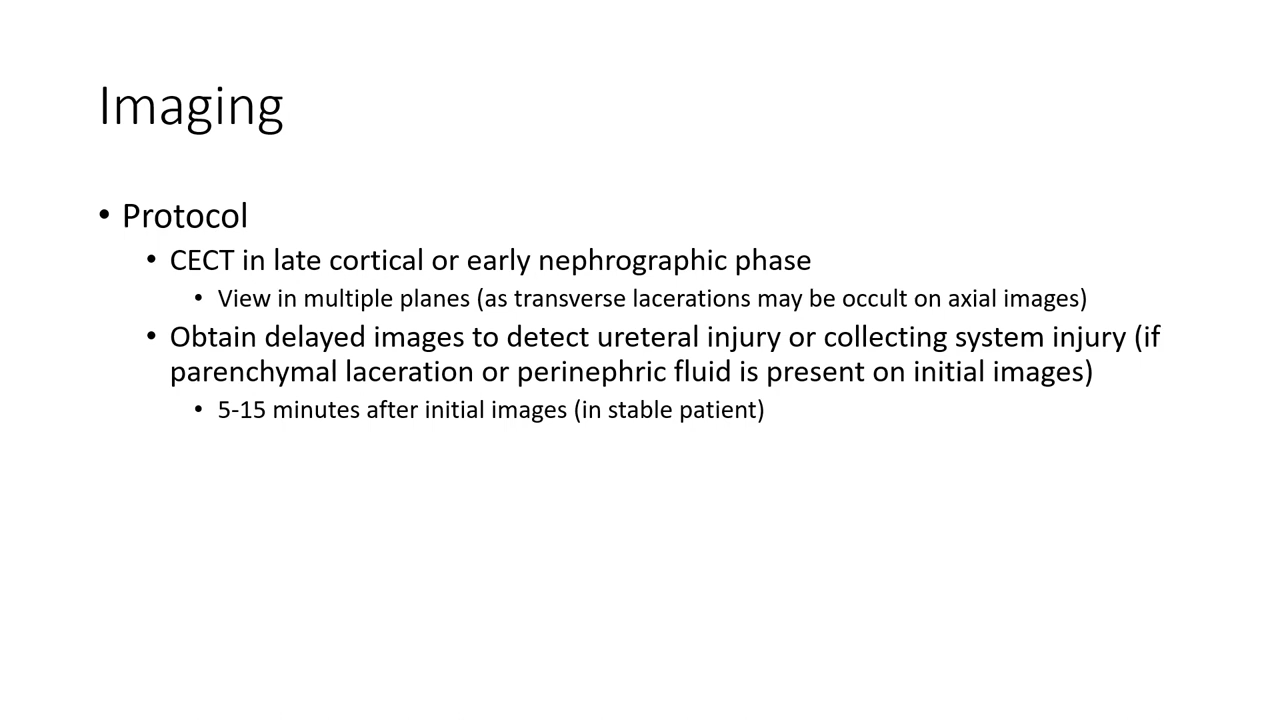 Imaging
• Protocol
• CECT in late cortical or early nephrographic phase
• View in multiple planes (as transverse lacerations may be occult on axial images)
• Obtain delayed images to detect ureteral injury or collecting system injury (if
parenchymal laceration or perinephric fluid is present on initial images)
• 5-15 minutes after initial images (in stable patient)